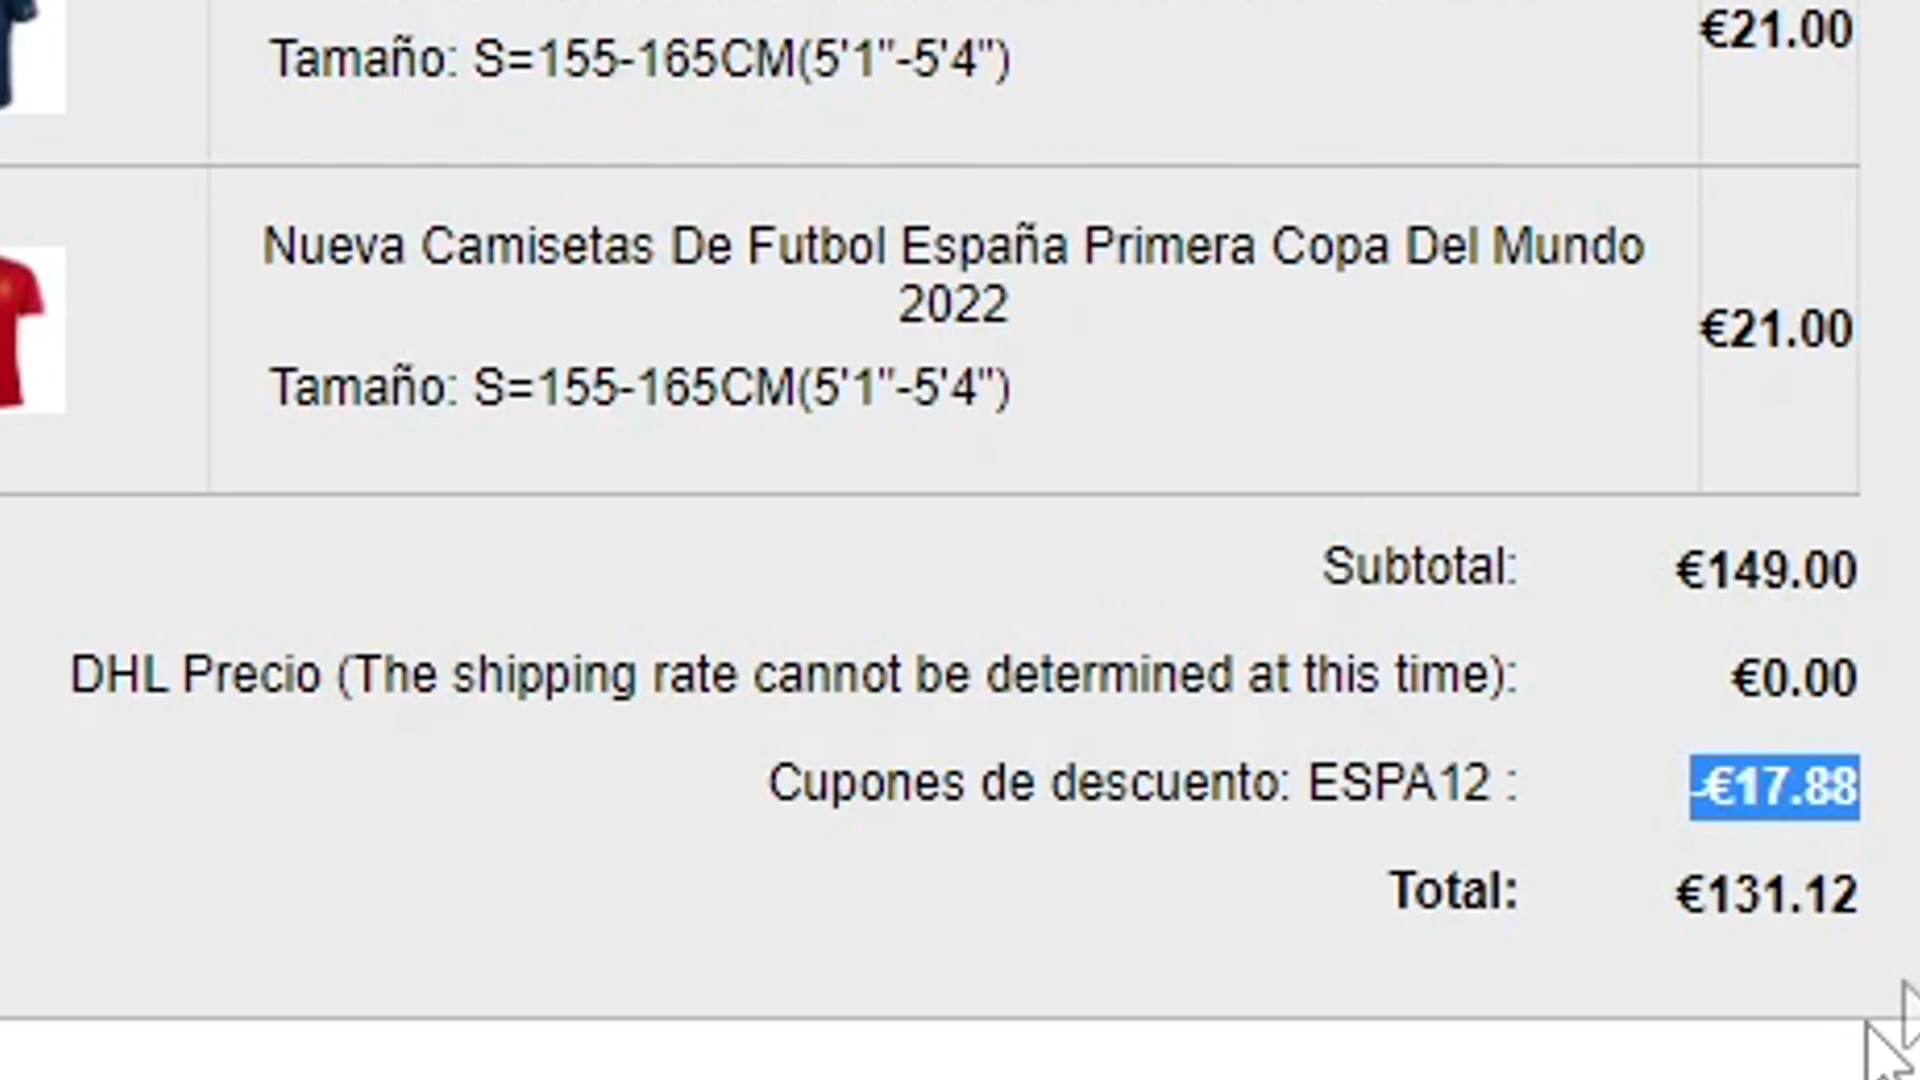 €21.00
Tamaño: S=155-165CM(5'1"-5'4")
Nueva Camisetas De Futbol España Primera Copa Del Mundo
2022
€21.00
Tamaño: S=155-165CM(5'1"-5'4")
Subtotal: €149.00
DHL Precio (The shipping rate cannot be determined at this time): €0.00
Cupones de descuento: ESPA12 : -€17.88
Total: €131.12